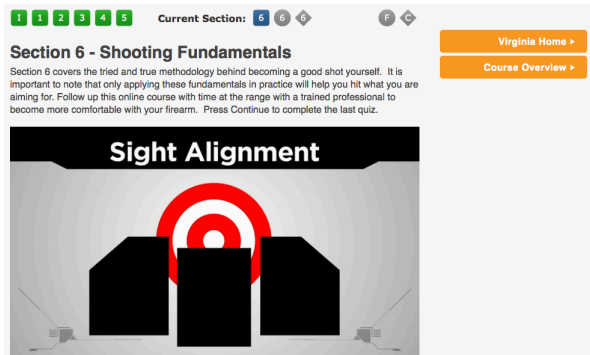 I 1 2 3 4 5 Current Section: 6 6 6 F C
Virginia Home ▸
Course Overview ▸
Section 6 - Shooting Fundamentals
Section 6 covers the tried and true methodology behind becoming a good shot yourself.  It is
important to note that only applying these fundamentals in practice will help you hit what you are
aiming for. Follow up this online course with time at the range with a trained professional to
become more comfortable with your firearm.  Press Continue to complete the last quiz.
Sight Alignment